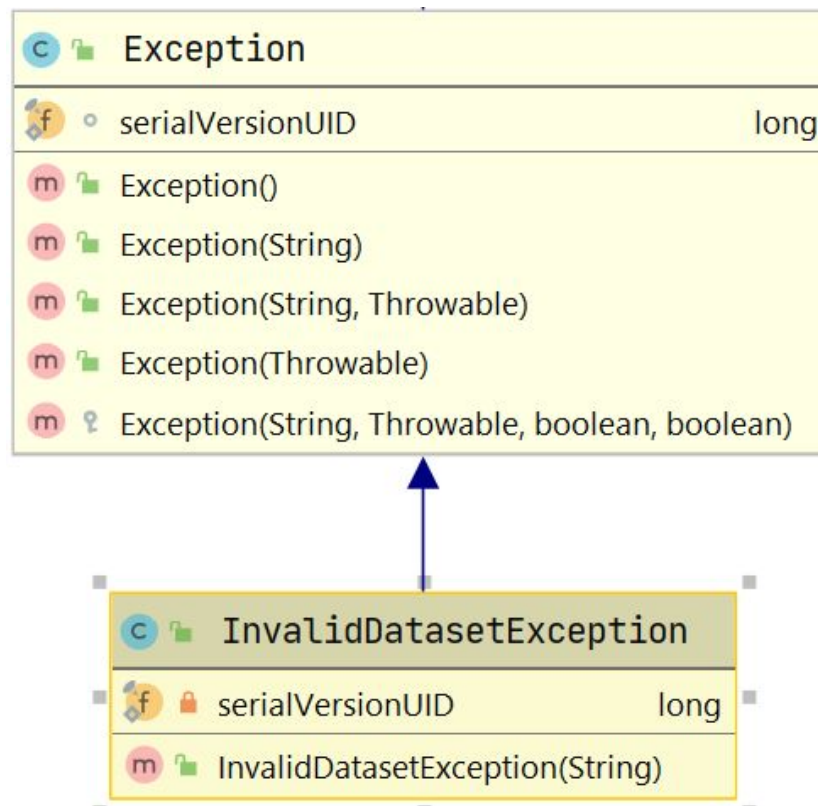 C Exception
f serialVersionUID long
m Exception()
m Exception(String)
m Exception(String, Throwable)
m Exception(Throwable)
m Exception(String, Throwable, boolean, boolean)
C InvalidDatasetException
f serialVersionUID long
m InvalidDatasetException(String)